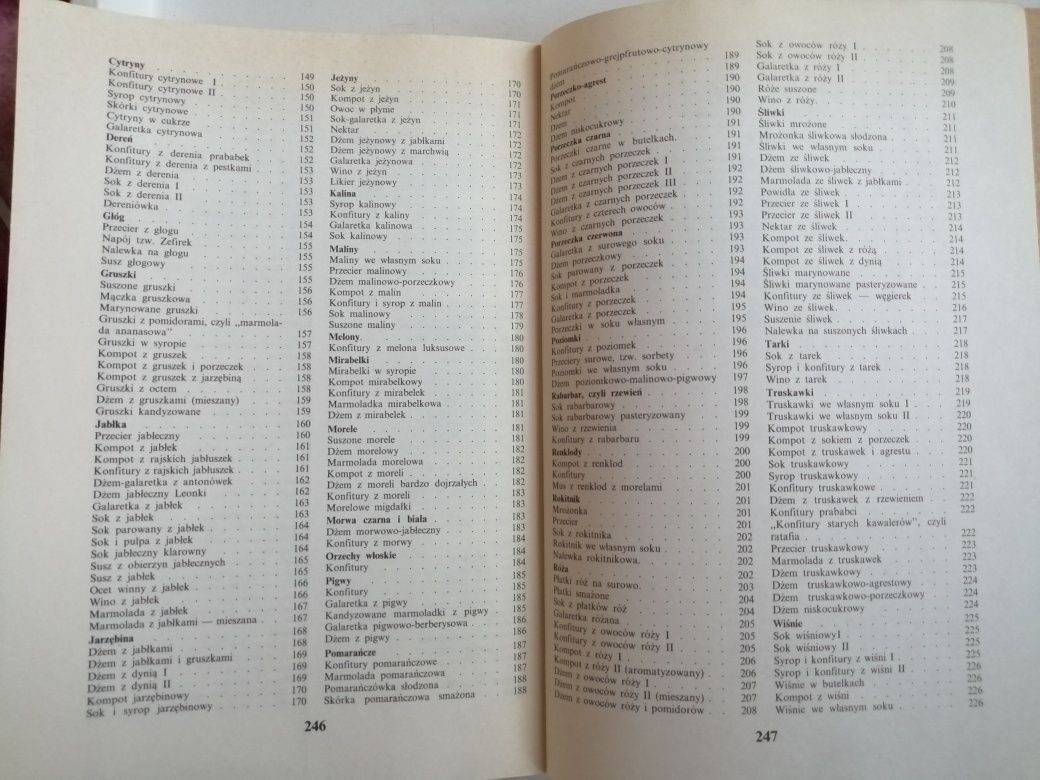 Cytryny
Konfitury cytrynowe I 149
Konfitury cytrynowe II 150
Syrop cytrynowy 150
Skórki cytrynowe 150
Cytryny w cukrze 151
Galaretka cytrynowa 151
Dereń 152
Konfitury z derenia prababek 152
Konfitury z derenia z pestkami 152
Dżem z derenia 153
Sok z derenia I 153
Sok z derenia II 153
Dereniówka 153
Głóg 154
Przecier z głogu 154
Napój tzw. Zefirek 154
Nalewka na głogu 155
Susz głogowy 155
Gruszki 155
Suszone gruszki 155
Mączka gruszkowa 156
Marynowane gruszki 156
Gruszki z pomidorami, czyli „marmola-
da ananasowa” 157
Gruszki w syropie 157
Kompot z gruszek 158
Kompot z gruszek i porzeczek 158
Kompot z gruszek z jarzębiną 158
Gruszki z octem 158
Dżem z gruszkami (mieszany) 159
Gruszki kandyzowane 159
Jabłka 160
Przecier jabłeczny 160
Kompot z jabłek 161
Kompot z rajskich jabłuszek 161
Konfitury z rajskich jabłuszek 161
Dżem-galaretka z antonówek 162
Dżem jabłeczny Leonki 162
Galaretka z jabłek 163
Sok z jabłek 163
Sok parowany z jabłek 164
Sok i pulpa z jabłek 164
Sok jabłeczny klarowny 164
Susz z obierzyn jabłecznych 165
Susz z jabłek 165
Ocet winny z jabłek 166
Wino z jabłek 166
Marmolada z jabłek 167
Marmolada z jabłkami — mieszana 168
Jarzębina 168
Dżem z jabłkami 168
Dżem z jabłkami i gruszkami 169
Dżem z dynią I 169
Dżem z dynią II 169
Kompot jarzębinowy 170
Sok i syrop jarzębinowy 170
Jeżyny 170
Sok z jeżyn 170
Kompot z jeżyn 171
Owoc w płynie 171
Sok-galaretka z jeżyn 171
Nektar 172
Dżem jeżynowy z jabłkami 172
Dżem jeżynowy z marchwią 172
Galaretka jeżynowa 172
Wino z jeżyn 173
Likier jeżynowy 173
Kalina 174
Syrop kalinowy 174
Konfitury z kaliny 174
Galaretka kalinowa 175
Sok kalinowy 175
Maliny 175
Maliny we własnym soku 175
Przecier malinowy 176
Dżem malinowo-porzeczkowy 176
Kompot z malin 177
Konfitury i syrop z malin 177
Sok malinowy 178
Suszone maliny 179
Melony 180
Konfitury z melona luksusowe 180
Mirabelki 180
Mirabelki w syropie 180
Kompot mirabelkowy 180
Konfitury z mirabelek 181
Marmoladka mirabelkowa 181
Dżem z mirabelek 181
Morele 181
Suszone morele 181
Dżem morelowy 181
Marmolada morelowa 182
Kompot z moreli 182
Dżem z moreli bardzo dojrzałych 182
Konfitury z moreli 183
Morelowe migdałki 183
Morwa czarna i biała 183
Dżem morwowo-jabłeczny 183
Konfitury z morwy 184
Orzechy włoskie 184
Konfitury 184
Pigwy 185
Konfitury 185
Galaretka z pigwy 185
Kandyzowane marmoladki z pigwy 185
Galaretka pigwowo-berberysowa 186
Dżem z pigwy 186
Pomarańcze 187
Konfitury pomarańczowe 187
Marmolada pomarańczowa 187
Pomarańczówka słodzona 188
Skórka pomarańczowa smażona 188
246
Pomarańczowo-grejpfrutowo-cytrynowy
dżem 189
Porzeczko-agrest 189
Kompot 190
Nektar 190
Dżem 190
Dżem niskocukrowy 190
Porzeczka czarna 191
Porzeczki czarne w butelkach 191
Sok z czarnych porzeczek 191
Dżem z czarnych porzeczek I 191
Dżem z czarnych porzeczek II 192
Dżem z czarnych porzeczek III 192
Galaretka z czarnych porzeczek 192
Konfitury z czterech owoców 192
Wino z czarnych porzeczek 193
Porzeczka czerwona 193
Galaretka z surowego soku 193
Dżem porzeczkowy 194
Sok parowany z porzeczek 194
Kompot z porzeczek 194
Sok i marmoladka 194
Konfitury z porzeczek 195
Galaretka z porzeczek 195
Porzeczki w soku własnym 196
Poziomki 196
Konfitury z poziomek 196
Przeciery surowe, tzw. sorbety 196
Poziomki we własnym soku 196
Dżem poziomkowo-malinowo-pigwowy 197
Rabarbar, czyli rzewień 198
Sok rabarbarowy 198
Sok rabarbarowy pasteryzowany 199
Wino z rzewienia 199
Konfitury z rabarbaru 199
Renklody 200
Kompot z renklod 200
Konfitury 200
Mus z renklod z morelami 201
Rokitnik 201
Mrożonka 201
Przecier 201
Sok z rokitnika 202
Rokitnik we własnym soku 202
Nalewka rokitnikowa 202
Róża 202
Płatki róż na surowo 203
Płatki smażone 204
Sok z płatków róż 204
Galaretka różana 205
Konfitury z owoców róży I 205
Konfitury z owoców róży II 205
Kompot z róży I 206
Kompot z róży II (aromatyzowany) 206
Dżem z owoców róży I 207
Dżem z owoców róży II (mieszany) 207
Dżem z owoców róży i pomidorów 208
Sok z owoców róży I 208
Sok z owoców róży II 208
Galaretka z róży I 208
Galaretka z róży II 209
Róże suszone 209
Wino z róży 210
Śliwki 211
Śliwki mrożone 211
Mrożonka śliwkowa słodzona 211
Śliwki we własnym soku 211
Dżem ze śliwek 212
Dżem śliwkowo-jabłeczny 212
Marmolada ze śliwek z jabłkami 212
Powidła ze śliwek 213
Przecier ze śliwek I 213
Przecier ze śliwek II 213
Nektar ze śliwek 214
Kompot ze śliwek 214
Kompot ze śliwek z różą 214
Kompot ze śliwek z dynią 214
Śliwki marynowane 215
Śliwki marynowane pasteryzowane 215
Konfitury ze śliwek — węgierek 215
Wino ze śliwek 216
Suszenie śliwek 217
Nalewka na suszonych śliwkach 217
Tarki 218
Sok z tarek 218
Syrop i konfitury z tarek 218
Wino z tarek 218
Truskawki 219
Truskawki we własnym soku I 219
Truskawki we własnym soku II 220
Kompot truskawkowy 220
Kompot z sokiem z porzeczek 220
Kompot z truskawek i agrestu 220
Sok truskawkowy 221
Syrop truskawkowy 221
Konfitury truskawkowe 221
Dżem z truskawek z rzewieniem 222
Konfitury prababci 222
„Konfitury starych kawalerów”, czyli
ratafia 222
Przecier truskawkowy 223
Marmolada z truskawek 223
Dżem truskawkowy 223
Dżem truskawkowo-agrestowy 224
Dżem truskawkowo-porzeczkowy 224
Dżem niskocukrowy 224
Wiśnie 225
Sok wiśniowy I 225
Sok wiśniowy II 225
Syrop i konfitury z wiśni I 225
Syrop i konfitury z wiśni II 226
Wiśnie w butelkach 226
Kompot z wiśni 226
Wiśnie we własnym soku 226
247